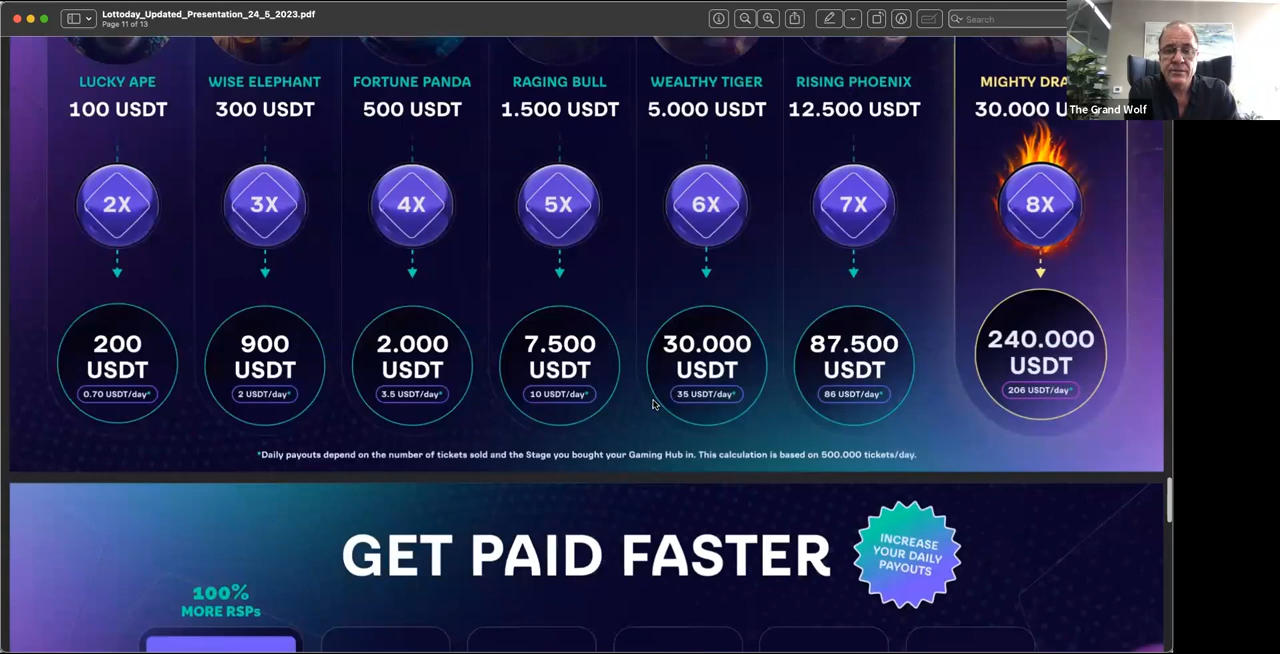 Lottoday_Updated_Presentation_24_5_2023.pdf
Page 11 of 13
Search
The Grand Wolf
LUCKY APE
100 USDT
2X
200
USDT
0.70 USDT/day*
WISE ELEPHANT
300 USDT
3X
900
USDT
2 USDT/day*
FORTUNE PANDA
500 USDT
4X
2.000
USDT
3.5 USDT/day*
RAGING BULL
1.500 USDT
5X
7.500
USDT
10 USDT/day*
WEALTHY TIGER
5.000 USDT
6X
30.000
USDT
35 USDT/day*
RISING PHOENIX
12.500 USDT
7X
87.500
USDT
86 USDT/day*
MIGHTY DRA
30.000 U
8X
240.000
USDT
206 USDT/day*
*Daily payouts depend on the number of tickets sold and the Stage you bought your Gaming Hub in. This calculation is based on 500.000 tickets/day.
GET PAID FASTER
INCREASE
YOUR DAILY
PAYOUTS
100%
MORE RSPs